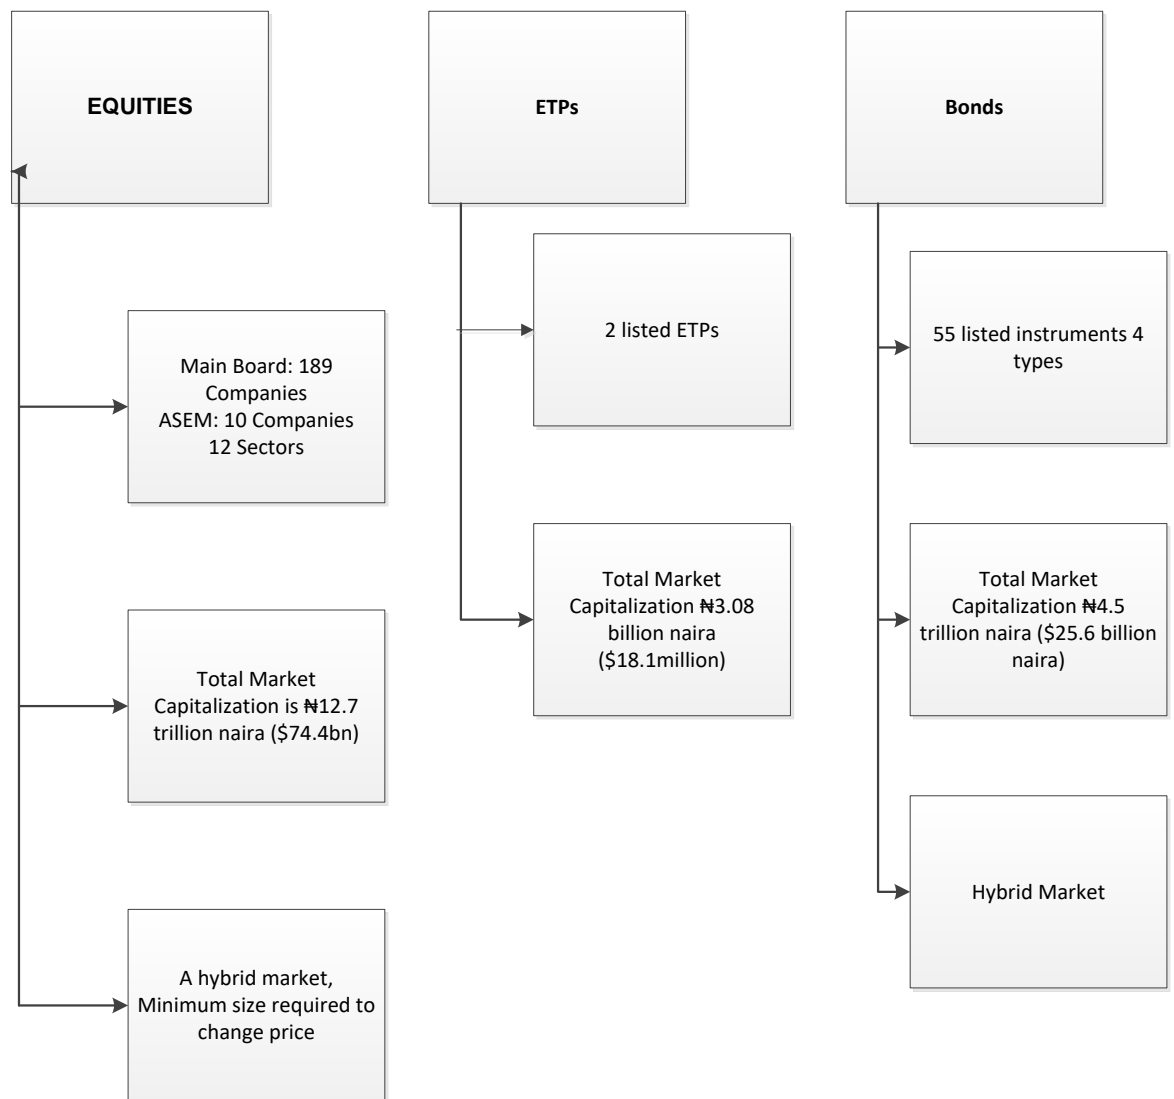 EQUITIES
Main Board: 189
Companies
ASEM: 10 Companies
12 Sectors
Total Market
Capitalization is ₦12.7
trillion naira ($74.4bn)
A hybrid market,
Minimum size required to
change price
ETPs
2 listed ETPs
Total Market
Capitalization ₦3.08
billion naira
($18.1million)
Bonds
55 listed instruments 4
types
Total Market
Capitalization ₦4.5
trillion naira ($25.6 billion
naira)
Hybrid Market